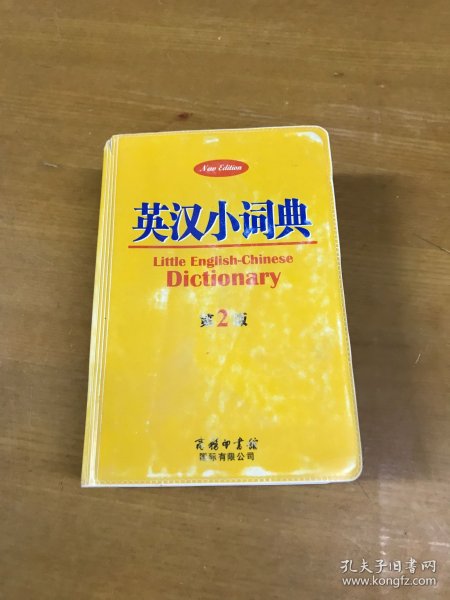 New Edition
英汉小词典
Little English-Chinese
Dictionary
第2版
商务印书馆
国际有限公司
孔夫子旧书网
www.kongfz.com